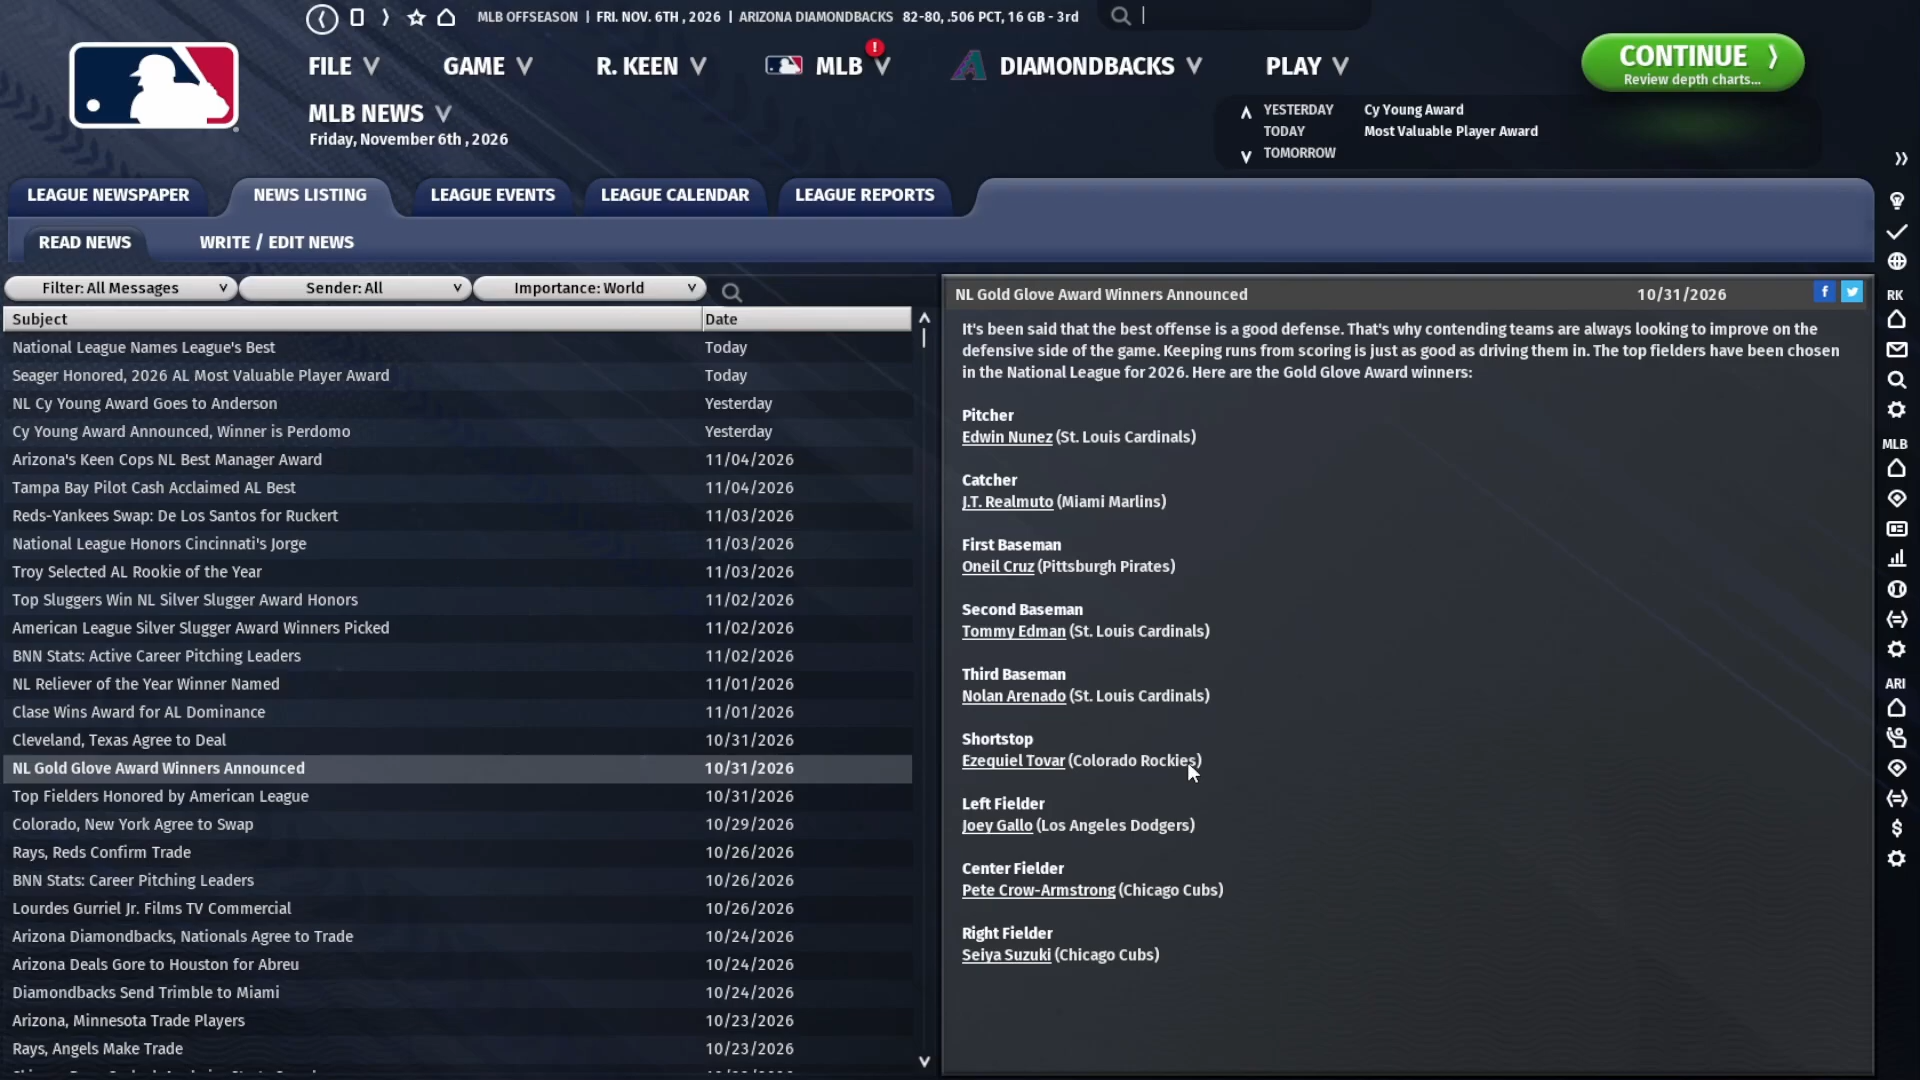 MLB OFFSEASON | FRI. NOV. 6TH , 2026 | ARIZONA DIAMONDBACKS 82-80, .506 PCT, 16 GB - 3rd
FILE GAME R. KEEN MLB DIAMONDBACKS PLAY
CONTINUE
Review depth charts...
MLB NEWS
Friday, November 6th , 2026
YESTERDAY Cy Young Award
TODAY Most Valuable Player Award
TOMORROW
LEAGUE NEWSPAPER NEWS LISTING LEAGUE EVENTS LEAGUE CALENDAR LEAGUE REPORTS
READ NEWS WRITE / EDIT NEWS
Filter: All Messages Sender: All Importance: World
Subject Date
National League Names League's Best Today
Seager Honored, 2026 AL Most Valuable Player Award Today
NL Cy Young Award Goes to Anderson Yesterday
Cy Young Award Announced, Winner is Perdomo Yesterday
Arizona's Keen Cops NL Best Manager Award 11/04/2026
Tampa Bay Pilot Cash Acclaimed AL Best 11/04/2026
Reds-Yankees Swap: De Los Santos for Ruckert 11/03/2026
National League Honors Cincinnati's Jorge 11/03/2026
Troy Selected AL Rookie of the Year 11/03/2026
Top Sluggers Win NL Silver Slugger Award Honors 11/02/2026
American League Silver Slugger Award Winners Picked 11/02/2026
BNN Stats: Active Career Pitching Leaders 11/02/2026
NL Reliever of the Year Winner Named 11/01/2026
Clase Wins Award for AL Dominance 11/01/2026
Cleveland, Texas Agree to Deal 10/31/2026
NL Gold Glove Award Winners Announced 10/31/2026
Top Fielders Honored by American League 10/31/2026
Colorado, New York Agree to Swap 10/29/2026
Rays, Reds Confirm Trade 10/26/2026
BNN Stats: Career Pitching Leaders 10/26/2026
Lourdes Gurriel Jr. Films TV Commercial 10/26/2026
Arizona Diamondbacks, Nationals Agree to Trade 10/24/2026
Arizona Deals Gore to Houston for Abreu 10/24/2026
Diamondbacks Send Trimble to Miami 10/24/2026
Arizona, Minnesota Trade Players 10/23/2026
Rays, Angels Make Trade 10/23/2026
NL Gold Glove Award Winners Announced 10/31/2026
It's been said that the best offense is a good defense. That's why contending teams are always looking to improve on the
defensive side of the game. Keeping runs from scoring is just as good as driving them in. The top fielders have been chosen
in the National League for 2026. Here are the Gold Glove Award winners:
Pitcher
Edwin Nunez (St. Louis Cardinals)
Catcher
J.T. Realmuto (Miami Marlins)
First Baseman
Oneil Cruz (Pittsburgh Pirates)
Second Baseman
Tommy Edman (St. Louis Cardinals)
Third Baseman
Nolan Arenado (St. Louis Cardinals)
Shortstop
Ezequiel Tovar (Colorado Rockies)
Left Fielder
Joey Gallo (Los Angeles Dodgers)
Center Fielder
Pete Crow-Armstrong (Chicago Cubs)
Right Fielder
Seiya Suzuki (Chicago Cubs)
RK
MLB
ARI